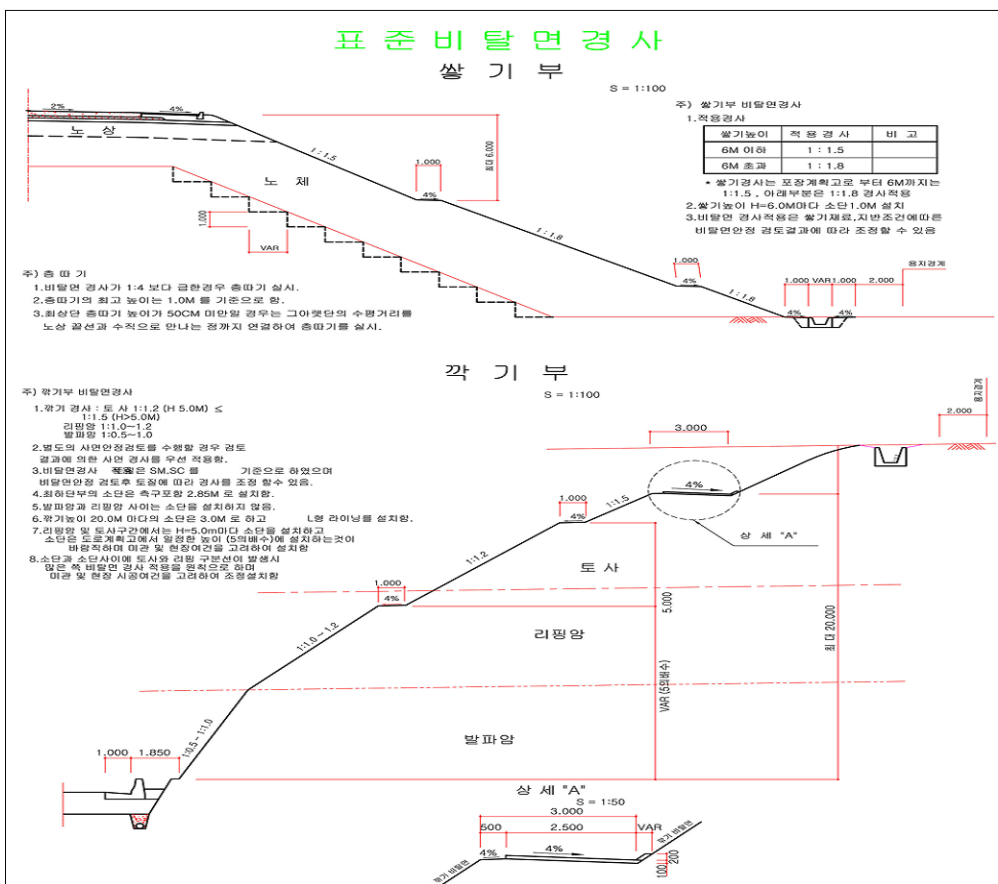 표준비탈면경사
쌓기부
S = 1:100
2%
4%
노상
1:1.5
최대 6.000
1.000
4%
노체
1.000
VAR
1:1.8
1.000
4%
1:1.8
1.000 VAR 1.000 2.000
용지경계
4% 4%
주) 쌓기부 비탈면경사
1.적용경사
쌓기높이 적용경사 비고
6M 이하 1 : 1.5
6M 초과 1 : 1.8
* 쌓기경사는 포장계획고로 부터 6M까지는
1:1.5 , 아래부분은 1:1.8 경사적용
2.쌓기높이 H=6.0M마다 소단1.0M 설치
3.비탈면 경사적용은 쌓기재료,지반조건에따른
비탈면안정 검토결과에 따라 조정할 수 있음
주) 층따기
1.비탈면 경사가 1:4 보다 급한경우 층따기 실시.
2.층따기의 최고 높이는 1.0M 를 기준으로 함.
3.최상단 층따기 높이가 50CM 미만일 경우는 그아랫단의 수평거리를
노상 끝선과 수직으로 만나는 점까지 연결하여 층따기를 실시.
깍기부
S = 1:100
주) 깎기부 비탈면경사
1.깎기 경사 : 토 사 1:1.2 (H 5.0M) ≤
1:1.5 (H>5.0M)
리핑암 1:1.0~1.2
발파암 1:0.5~1.0
2.별도의 사면안정검토를 수행할 경우 검토
결과에 의한 사면 경사를 우선 적용함.
3.비탈면경사 은 SM.SC 를 기준으로 하였으며
비탈면안정 검토후 토질에 따라 경사를 조정 할수 있음.
4.최하단부의 소단은 측구포함 2.85M 로 설치함.
5.발파암과 리핑암 사이는 소단을 설치하지 않음.
6.깎기높이 20.0M 마다의 소단은 3.0M 로 하고 L형 라이닝를 설치함.
7.리핑암 및 토사구간에서는 H=5.0m마다 소단을 설치하고
소단은 도로계획고에서 일정한 높이 (5의배수)에 설치하는것이
바람직하며 미관 및 현장여건을 고려하여 설치함
8.소단과 소단사이에 토사와 리핑 구분선이 발생시
많은 쪽 비탈면 경사 적용을 원칙으로 하며
미관 및 현장 시공여건을 고려하여 조정설치함
용지경계
2.000
3.000
4%
1:1.5
1.000
4%
상 세 "A"
1:1.2
토사
1.000
4%
5.000
최대 20.000
리핑암
1:1.0 ~ 1.2
VAR (5의배수)
1:0.5 ~ 1:1.0
발파암
1.000 1.850
상 세 "A"
S = 1:50
3.000
500 2.500 VAR
4% 4%
깎기 비탈면
깎기 비탈면
100 200